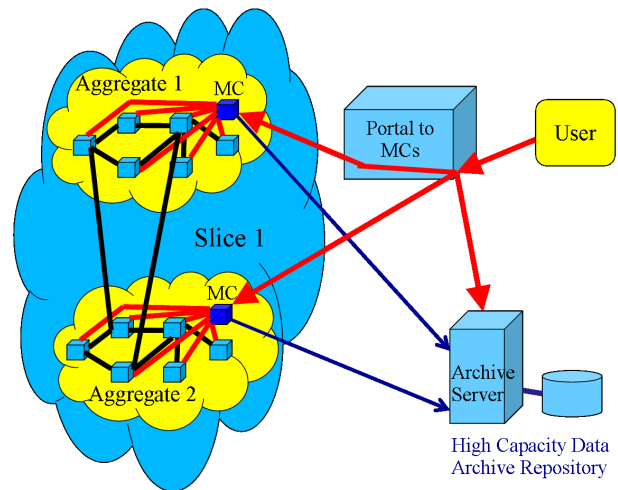 Aggregate 1
MC
Portal to
MCs
User
Slice 1
MC
Aggregate 2
Archive
Server
High Capacity Data
Archive Repository